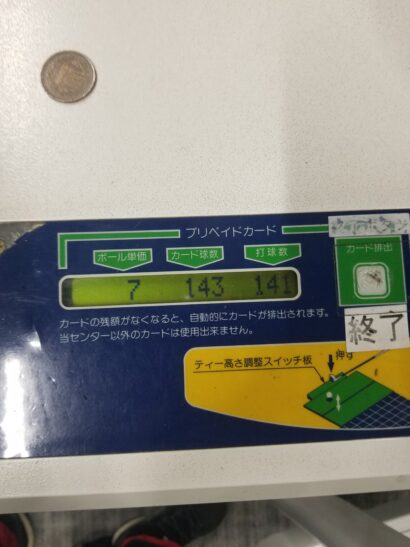 プリペイドカード
カード排出
ボール単価 カード球数 打球数
7 143 141
カードの残額がなくなると、自動的にカードが排出されます。
当センター以外のカードは使用出来ません。
終了
押す
ティー高さ調整スイッチ板